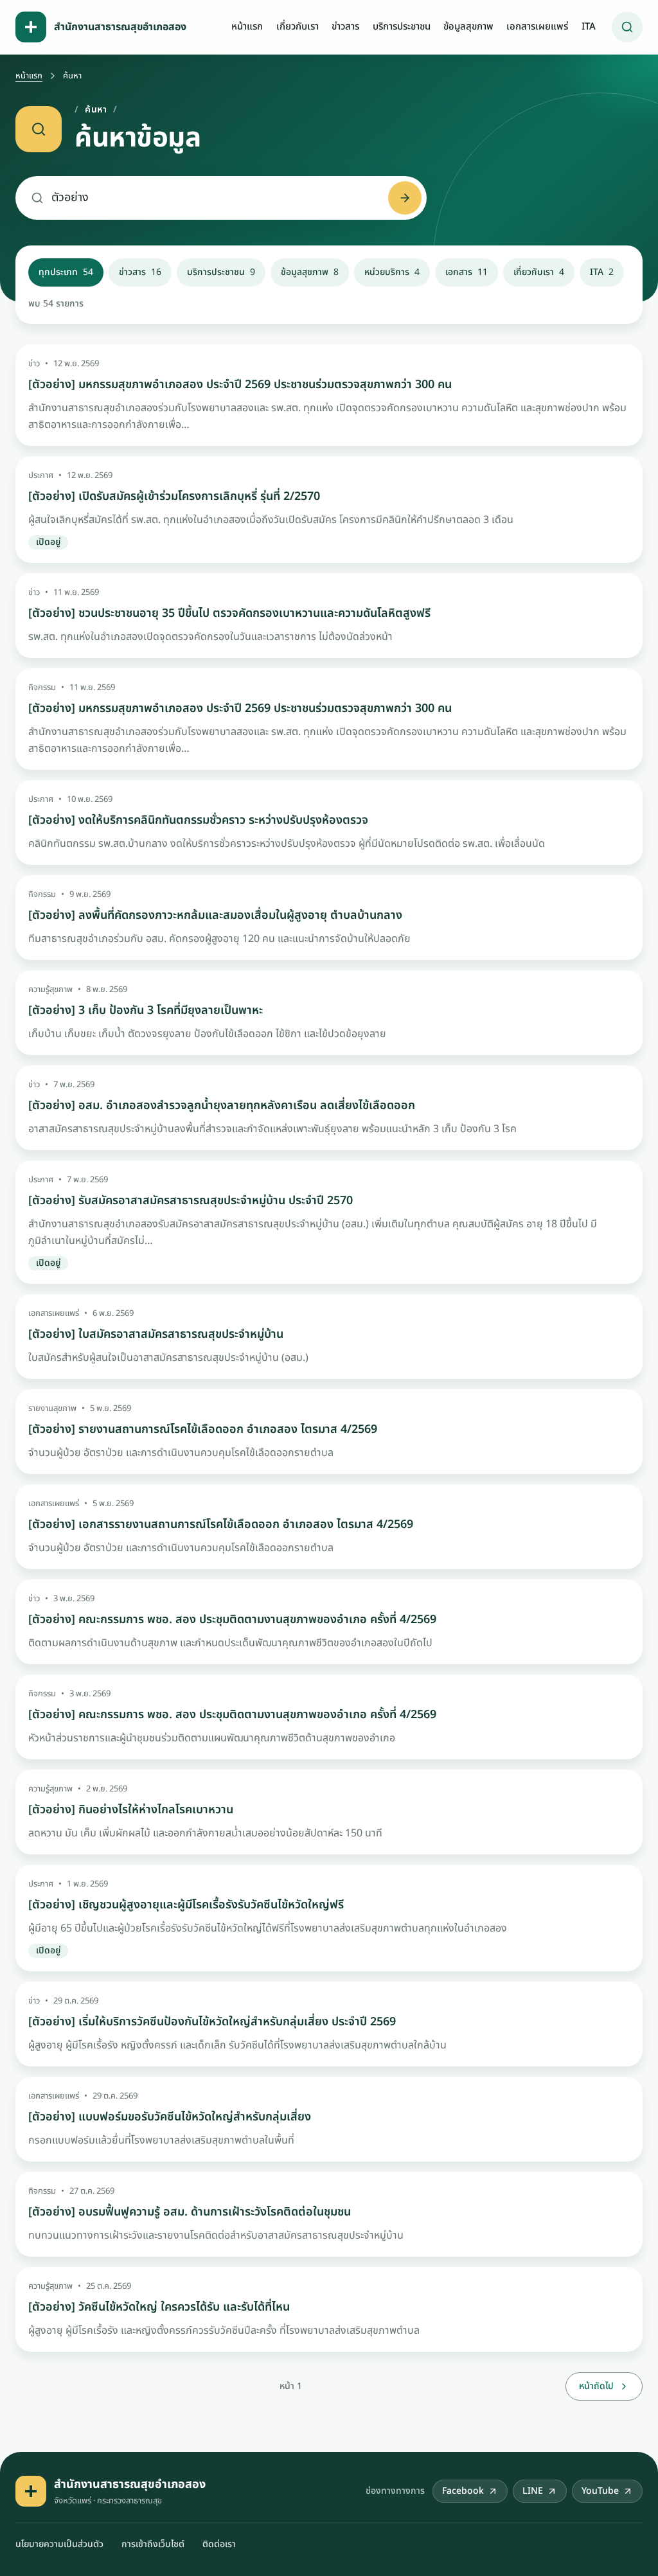 สำนักงานสาธารณสุขอำเภอสอง
หน้าแรก เกี่ยวกับเรา ข่าวสาร บริการประชาชน ข้อมูลสุขภาพ เอกสารเผยแพร่ ITA
หน้าแรก > ค้นหา
/ ค้นหา /
ค้นหาข้อมูล
ตัวอย่าง
ทุกประเภท 54 ข่าวสาร 16 บริการประชาชน 9 ข้อมูลสุขภาพ 8 หน่วยบริการ 4 เอกสาร 11 เกี่ยวกับเรา 4 ITA 2
พบ 54 รายการ
ข่าว • 12 พ.ย. 2569
[ตัวอย่าง] มหกรรมสุขภาพอำเภอสอง ประจำปี 2569 ประชาชนร่วมตรวจสุขภาพกว่า 300 คน
สำนักงานสาธารณสุขอำเภอสองร่วมกับโรงพยาบาลสองและ รพ.สต. ทุกแห่ง เปิดจุดตรวจคัดกรองเบาหวาน ความดันโลหิต และสุขภาพช่องปาก พร้อม
สาธิตอาหารและการออกกำลังกายเพื่อ…
ประกาศ • 12 พ.ย. 2569
[ตัวอย่าง] เปิดรับสมัครผู้เข้าร่วมโครงการเลิกบุหรี่ รุ่นที่ 2/2570
ผู้สนใจเลิกบุหรี่สมัครได้ที่ รพ.สต. ทุกแห่งในอำเภอสองเมื่อถึงวันเปิดรับสมัคร โครงการมีคลินิกให้คำปรึกษาตลอด 3 เดือน
เปิดอยู่
ข่าว • 11 พ.ย. 2569
[ตัวอย่าง] ชวนประชาชนอายุ 35 ปีขึ้นไป ตรวจคัดกรองเบาหวานและความดันโลหิตสูงฟรี
รพ.สต. ทุกแห่งในอำเภอสองเปิดจุดตรวจคัดกรองในวันและเวลาราชการ ไม่ต้องนัดล่วงหน้า
กิจกรรม • 11 พ.ย. 2569
[ตัวอย่าง] มหกรรมสุขภาพอำเภอสอง ประจำปี 2569 ประชาชนร่วมตรวจสุขภาพกว่า 300 คน
สำนักงานสาธารณสุขอำเภอสองร่วมกับโรงพยาบาลสองและ รพ.สต. ทุกแห่ง เปิดจุดตรวจคัดกรองเบาหวาน ความดันโลหิต และสุขภาพช่องปาก พร้อม
สาธิตอาหารและการออกกำลังกายเพื่อ…
ประกาศ • 10 พ.ย. 2569
[ตัวอย่าง] งดให้บริการคลินิกทันตกรรมชั่วคราว ระหว่างปรับปรุงห้องตรวจ
คลินิกทันตกรรม รพ.สต.บ้านกลาง งดให้บริการชั่วคราวระหว่างปรับปรุงห้องตรวจ ผู้ที่มีนัดหมายโปรดติดต่อ รพ.สต. เพื่อเลื่อนนัด
กิจกรรม • 9 พ.ย. 2569
[ตัวอย่าง] ลงพื้นที่คัดกรองภาวะหกล้มและสมองเสื่อมในผู้สูงอายุ ตำบลบ้านกลาง
ทีมสาธารณสุขอำเภอร่วมกับ อสม. คัดกรองผู้สูงอายุ 120 คน และแนะนำการจัดบ้านให้ปลอดภัย
ความรู้สุขภาพ • 8 พ.ย. 2569
[ตัวอย่าง] 3 เก็บ ป้องกัน 3 โรคที่มียุงลายเป็นพาหะ
เก็บบ้าน เก็บขยะ เก็บน้ำ ตัดวงจรยุงลาย ป้องกันไข้เลือดออก ไข้ซิกา และไข้ปวดข้อยุงลาย
ข่าว • 7 พ.ย. 2569
[ตัวอย่าง] อสม. อำเภอสองสำรวจลูกน้ำยุงลายทุกหลังคาเรือน ลดเสี่ยงไข้เลือดออก
อาสาสมัครสาธารณสุขประจำหมู่บ้านลงพื้นที่สำรวจและกำจัดแหล่งเพาะพันธุ์ยุงลาย พร้อมแนะนำหลัก 3 เก็บ ป้องกัน 3 โรค
ประกาศ • 7 พ.ย. 2569
[ตัวอย่าง] รับสมัครอาสาสมัครสาธารณสุขประจำหมู่บ้าน ประจำปี 2570
สำนักงานสาธารณสุขอำเภอสองรับสมัครอาสาสมัครสาธารณสุขประจำหมู่บ้าน (อสม.) เพิ่มเติมในทุกตำบล คุณสมบัติผู้สมัคร อายุ 18 ปีขึ้นไป มี
ภูมิลำเนาในหมู่บ้านที่สมัครไม่…
เปิดอยู่
เอกสารเผยแพร่ • 6 พ.ย. 2569
[ตัวอย่าง] ใบสมัครอาสาสมัครสาธารณสุขประจำหมู่บ้าน
ใบสมัครสำหรับผู้สนใจเป็นอาสาสมัครสาธารณสุขประจำหมู่บ้าน (อสม.)
รายงานสุขภาพ • 5 พ.ย. 2569
[ตัวอย่าง] รายงานสถานการณ์โรคไข้เลือดออก อำเภอสอง ไตรมาส 4/2569
จำนวนผู้ป่วย อัตราป่วย และการดำเนินงานควบคุมโรคไข้เลือดออกรายตำบล
เอกสารเผยแพร่ • 5 พ.ย. 2569
[ตัวอย่าง] เอกสารรายงานสถานการณ์โรคไข้เลือดออก อำเภอสอง ไตรมาส 4/2569
จำนวนผู้ป่วย อัตราป่วย และการดำเนินงานควบคุมโรคไข้เลือดออกรายตำบล
ข่าว • 3 พ.ย. 2569
[ตัวอย่าง] คณะกรรมการ พชอ. สอง ประชุมติดตามงานสุขภาพของอำเภอ ครั้งที่ 4/2569
ติดตามผลการดำเนินงานด้านสุขภาพ และกำหนดประเด็นพัฒนาคุณภาพชีวิตของอำเภอสองในปีถัดไป
กิจกรรม • 3 พ.ย. 2569
[ตัวอย่าง] คณะกรรมการ พชอ. สอง ประชุมติดตามงานสุขภาพของอำเภอ ครั้งที่ 4/2569
หัวหน้าส่วนราชการและผู้นำชุมชนร่วมติดตามแผนพัฒนาคุณภาพชีวิตด้านสุขภาพของอำเภอ
ความรู้สุขภาพ • 2 พ.ย. 2569
[ตัวอย่าง] กินอย่างไรให้ห่างไกลโรคเบาหวาน
ลดหวาน มัน เค็ม เพิ่มผักผลไม้ และออกกำลังกายสม่ำเสมออย่างน้อยสัปดาห์ละ 150 นาที
ประกาศ • 1 พ.ย. 2569
[ตัวอย่าง] เชิญชวนผู้สูงอายุและผู้มีโรคเรื้อรังรับวัคซีนไข้หวัดใหญ่ฟรี
ผู้มีอายุ 65 ปีขึ้นไปและผู้ป่วยโรคเรื้อรังรับวัคซีนไข้หวัดใหญ่ได้ฟรีที่โรงพยาบาลส่งเสริมสุขภาพตำบลทุกแห่งในอำเภอสอง
เปิดอยู่
ข่าว • 29 ต.ค. 2569
[ตัวอย่าง] เริ่มให้บริการวัคซีนป้องกันไข้หวัดใหญ่สำหรับกลุ่มเสี่ยง ประจำปี 2569
ผู้สูงอายุ ผู้มีโรคเรื้อรัง หญิงตั้งครรภ์ และเด็กเล็ก รับวัคซีนได้ที่โรงพยาบาลส่งเสริมสุขภาพตำบลใกล้บ้าน
เอกสารเผยแพร่ • 29 ต.ค. 2569
[ตัวอย่าง] แบบฟอร์มขอรับวัคซีนไข้หวัดใหญ่สำหรับกลุ่มเสี่ยง
กรอกแบบฟอร์มแล้วยื่นที่โรงพยาบาลส่งเสริมสุขภาพตำบลในพื้นที่
กิจกรรม • 27 ต.ค. 2569
[ตัวอย่าง] อบรมฟื้นฟูความรู้ อสม. ด้านการเฝ้าระวังโรคติดต่อในชุมชน
ทบทวนแนวทางการเฝ้าระวังและรายงานโรคติดต่อสำหรับอาสาสมัครสาธารณสุขประจำหมู่บ้าน
ความรู้สุขภาพ • 25 ต.ค. 2569
[ตัวอย่าง] วัคซีนไข้หวัดใหญ่ ใครควรได้รับ และรับได้ที่ไหน
ผู้สูงอายุ ผู้มีโรคเรื้อรัง และหญิงตั้งครรภ์ควรรับวัคซีนปีละครั้ง ที่โรงพยาบาลส่งเสริมสุขภาพตำบล
หน้า 1
หน้าถัดไป
สำนักงานสาธารณสุขอำเภอสอง
จังหวัดแพร่ · กระทรวงสาธารณสุข
ช่องทางทางการ Facebook LINE YouTube
นโยบายความเป็นส่วนตัว การเข้าถึงเว็บไซต์ ติดต่อเรา